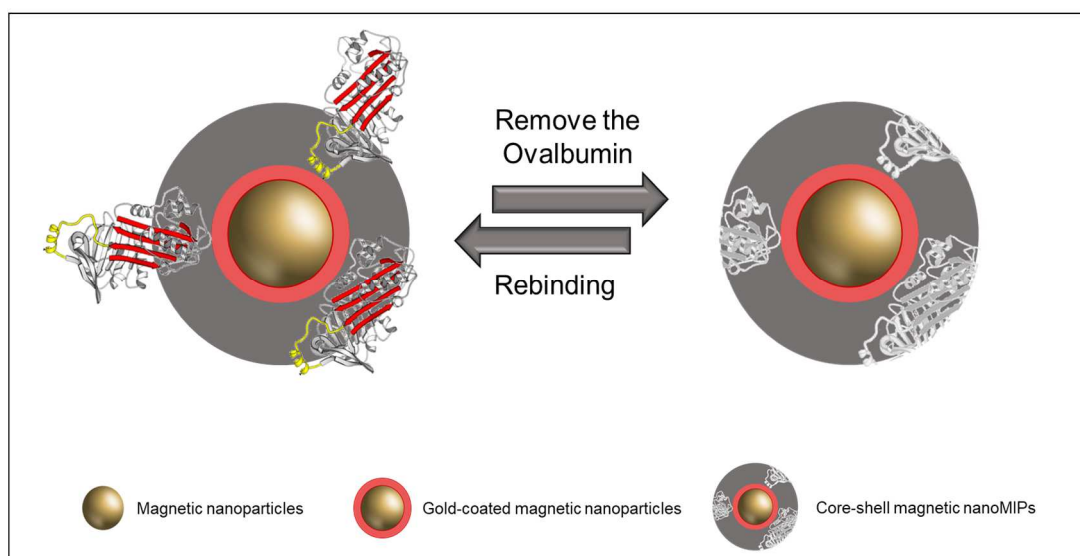 Remove the
Ovalbumin
Rebinding
Magnetic nanoparticles
Gold-coated magnetic nanoparticles
Core-shell magnetic nanoMIPs